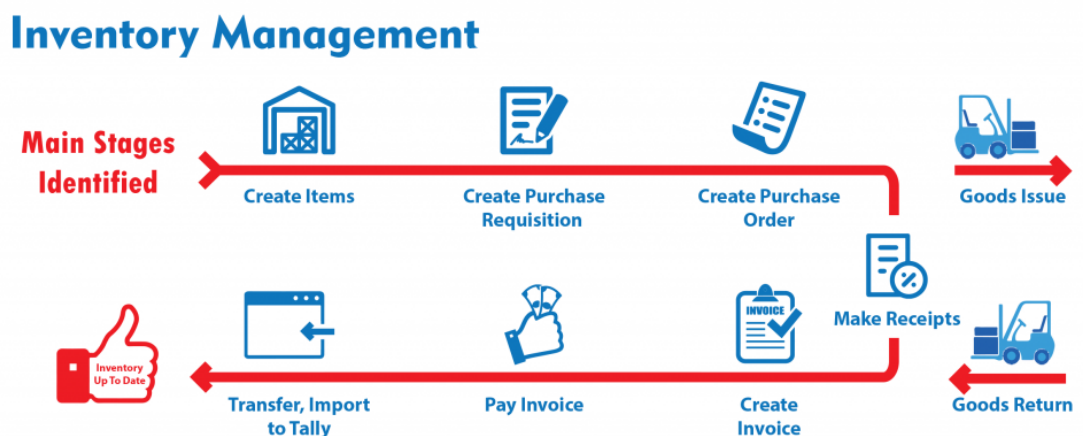 Inventory Management
Main Stages
Identified
Create Items
Create Purchase
Requisition
Create Purchase
Order
Goods Issue
Make Receipts
Goods Return
INVOICE
Create
Invoice
Pay Invoice
Transfer, Import
to Tally
Inventory
Up To Date